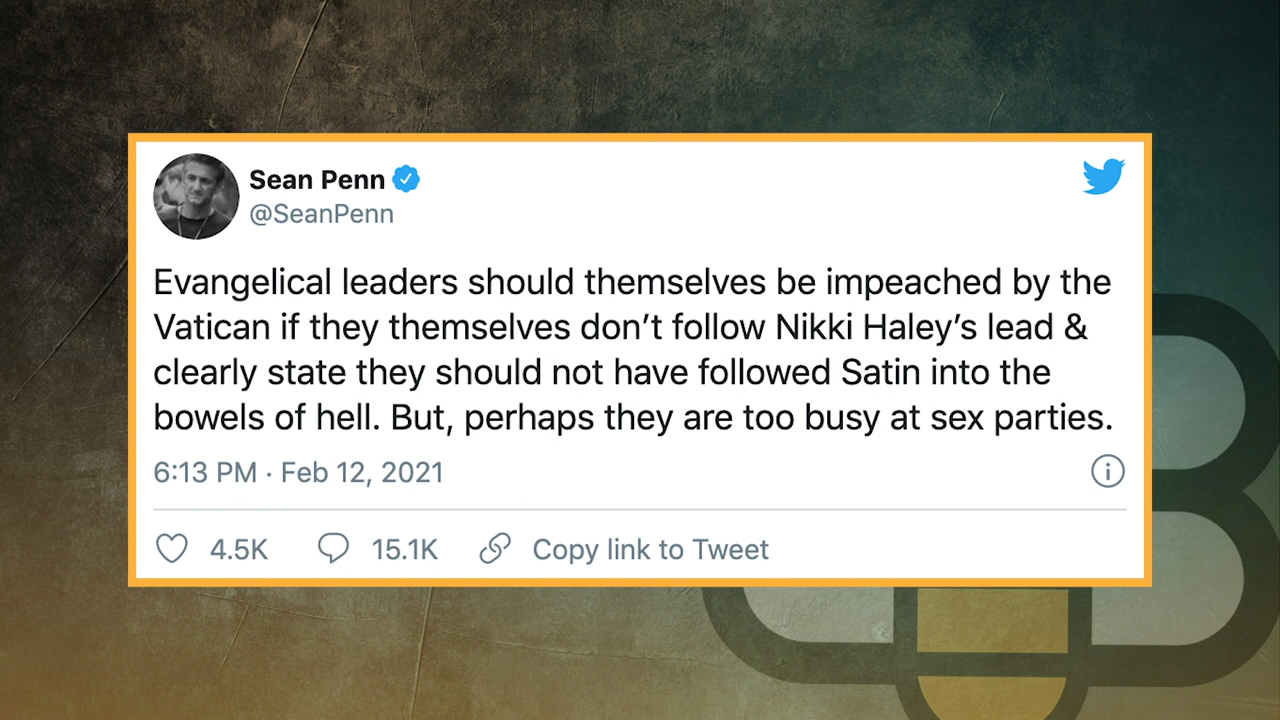 Sean Penn
@SeanPenn
Evangelical leaders should themselves be impeached by the
Vatican if they themselves don’t follow Nikki Haley’s lead &
clearly state they should not have followed Satin into the
bowels of hell. But, perhaps they are too busy at sex parties.
6:13 PM · Feb 12, 2021
4.5K 15.1K Copy link to Tweet